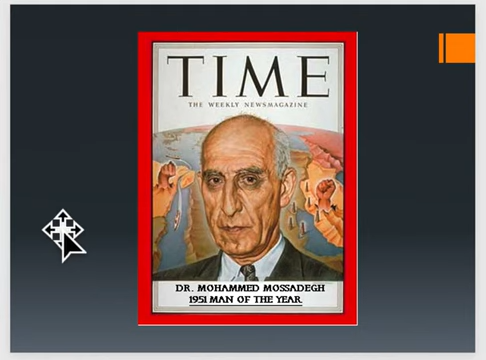 TIME
THE WEEKLY NEWSMAGAZINE
DR. MOHAMMED MOSSADEGH
1951 MAN OF THE YEAR